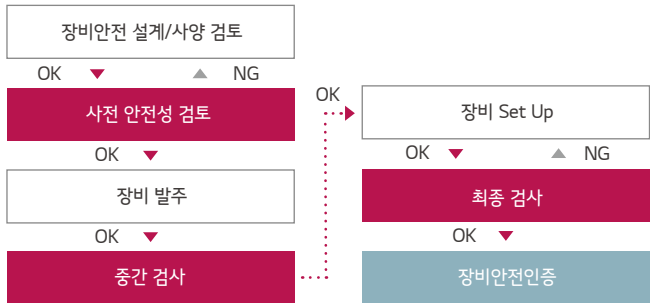 장비안전 설계/사양 검토
OK
NG
사전 안전성 검토
OK
장비 발주
OK
중간 검사
OK
장비 Set Up
OK
NG
최종 검사
OK
장비안전인증